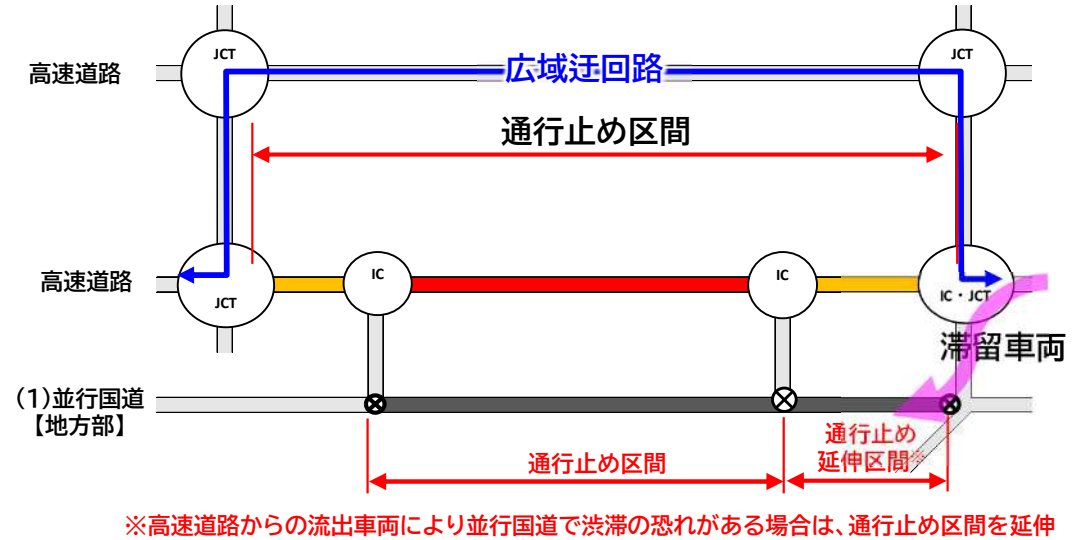 JCT
JCT
高速道路
広域迂回路
通行止め区間
高速道路
IC
IC
JCT
IC・JCT
滞留車両
(1)並行国道
【地方部】
通行止め
延伸区間※
通行止め区間
※高速道路からの流出車両により並行国道で渋滞の恐れがある場合は、通行止め区間を延伸